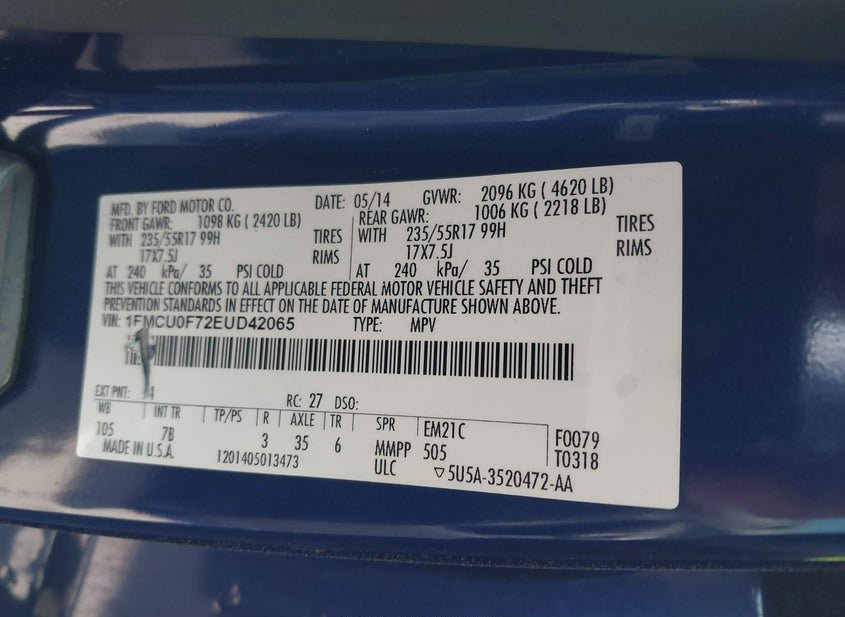 MFD. BY FORD MOTOR CO. DATE: 05/14 GVWR: 2096 KG ( 4620 LB)
FRONT GAWR: 1098 KG ( 2420 LB) REAR GAWR: 1006 KG ( 2218 LB)
WITH 235/55R17 99H TIRES WITH 235/55R17 99H TIRES
17X7.5J RIMS 17X7.5J RIMS
AT 240 kPa/ 35 PSI COLD AT 240 kPa/ 35 PSI COLD
THIS VEHICLE CONFORMS TO ALL APPLICABLE FEDERAL MOTOR VEHICLE SAFETY AND THEFT
PREVENTION STANDARDS IN EFFECT ON THE DATE OF MANUFACTURE SHOWN ABOVE.
VIN: 1FMCU0F72EUD42065 TYPE: MPV
EXT PNT: RC: 27 DSO:
WB INT TR TP/PS R AXLE TR SPR EM21C F0079
105 7B 3 35 6 MMPP 505 T0318
MADE IN U.S.A. 1201405013473 ULC ▽5U5A-3520472-AA